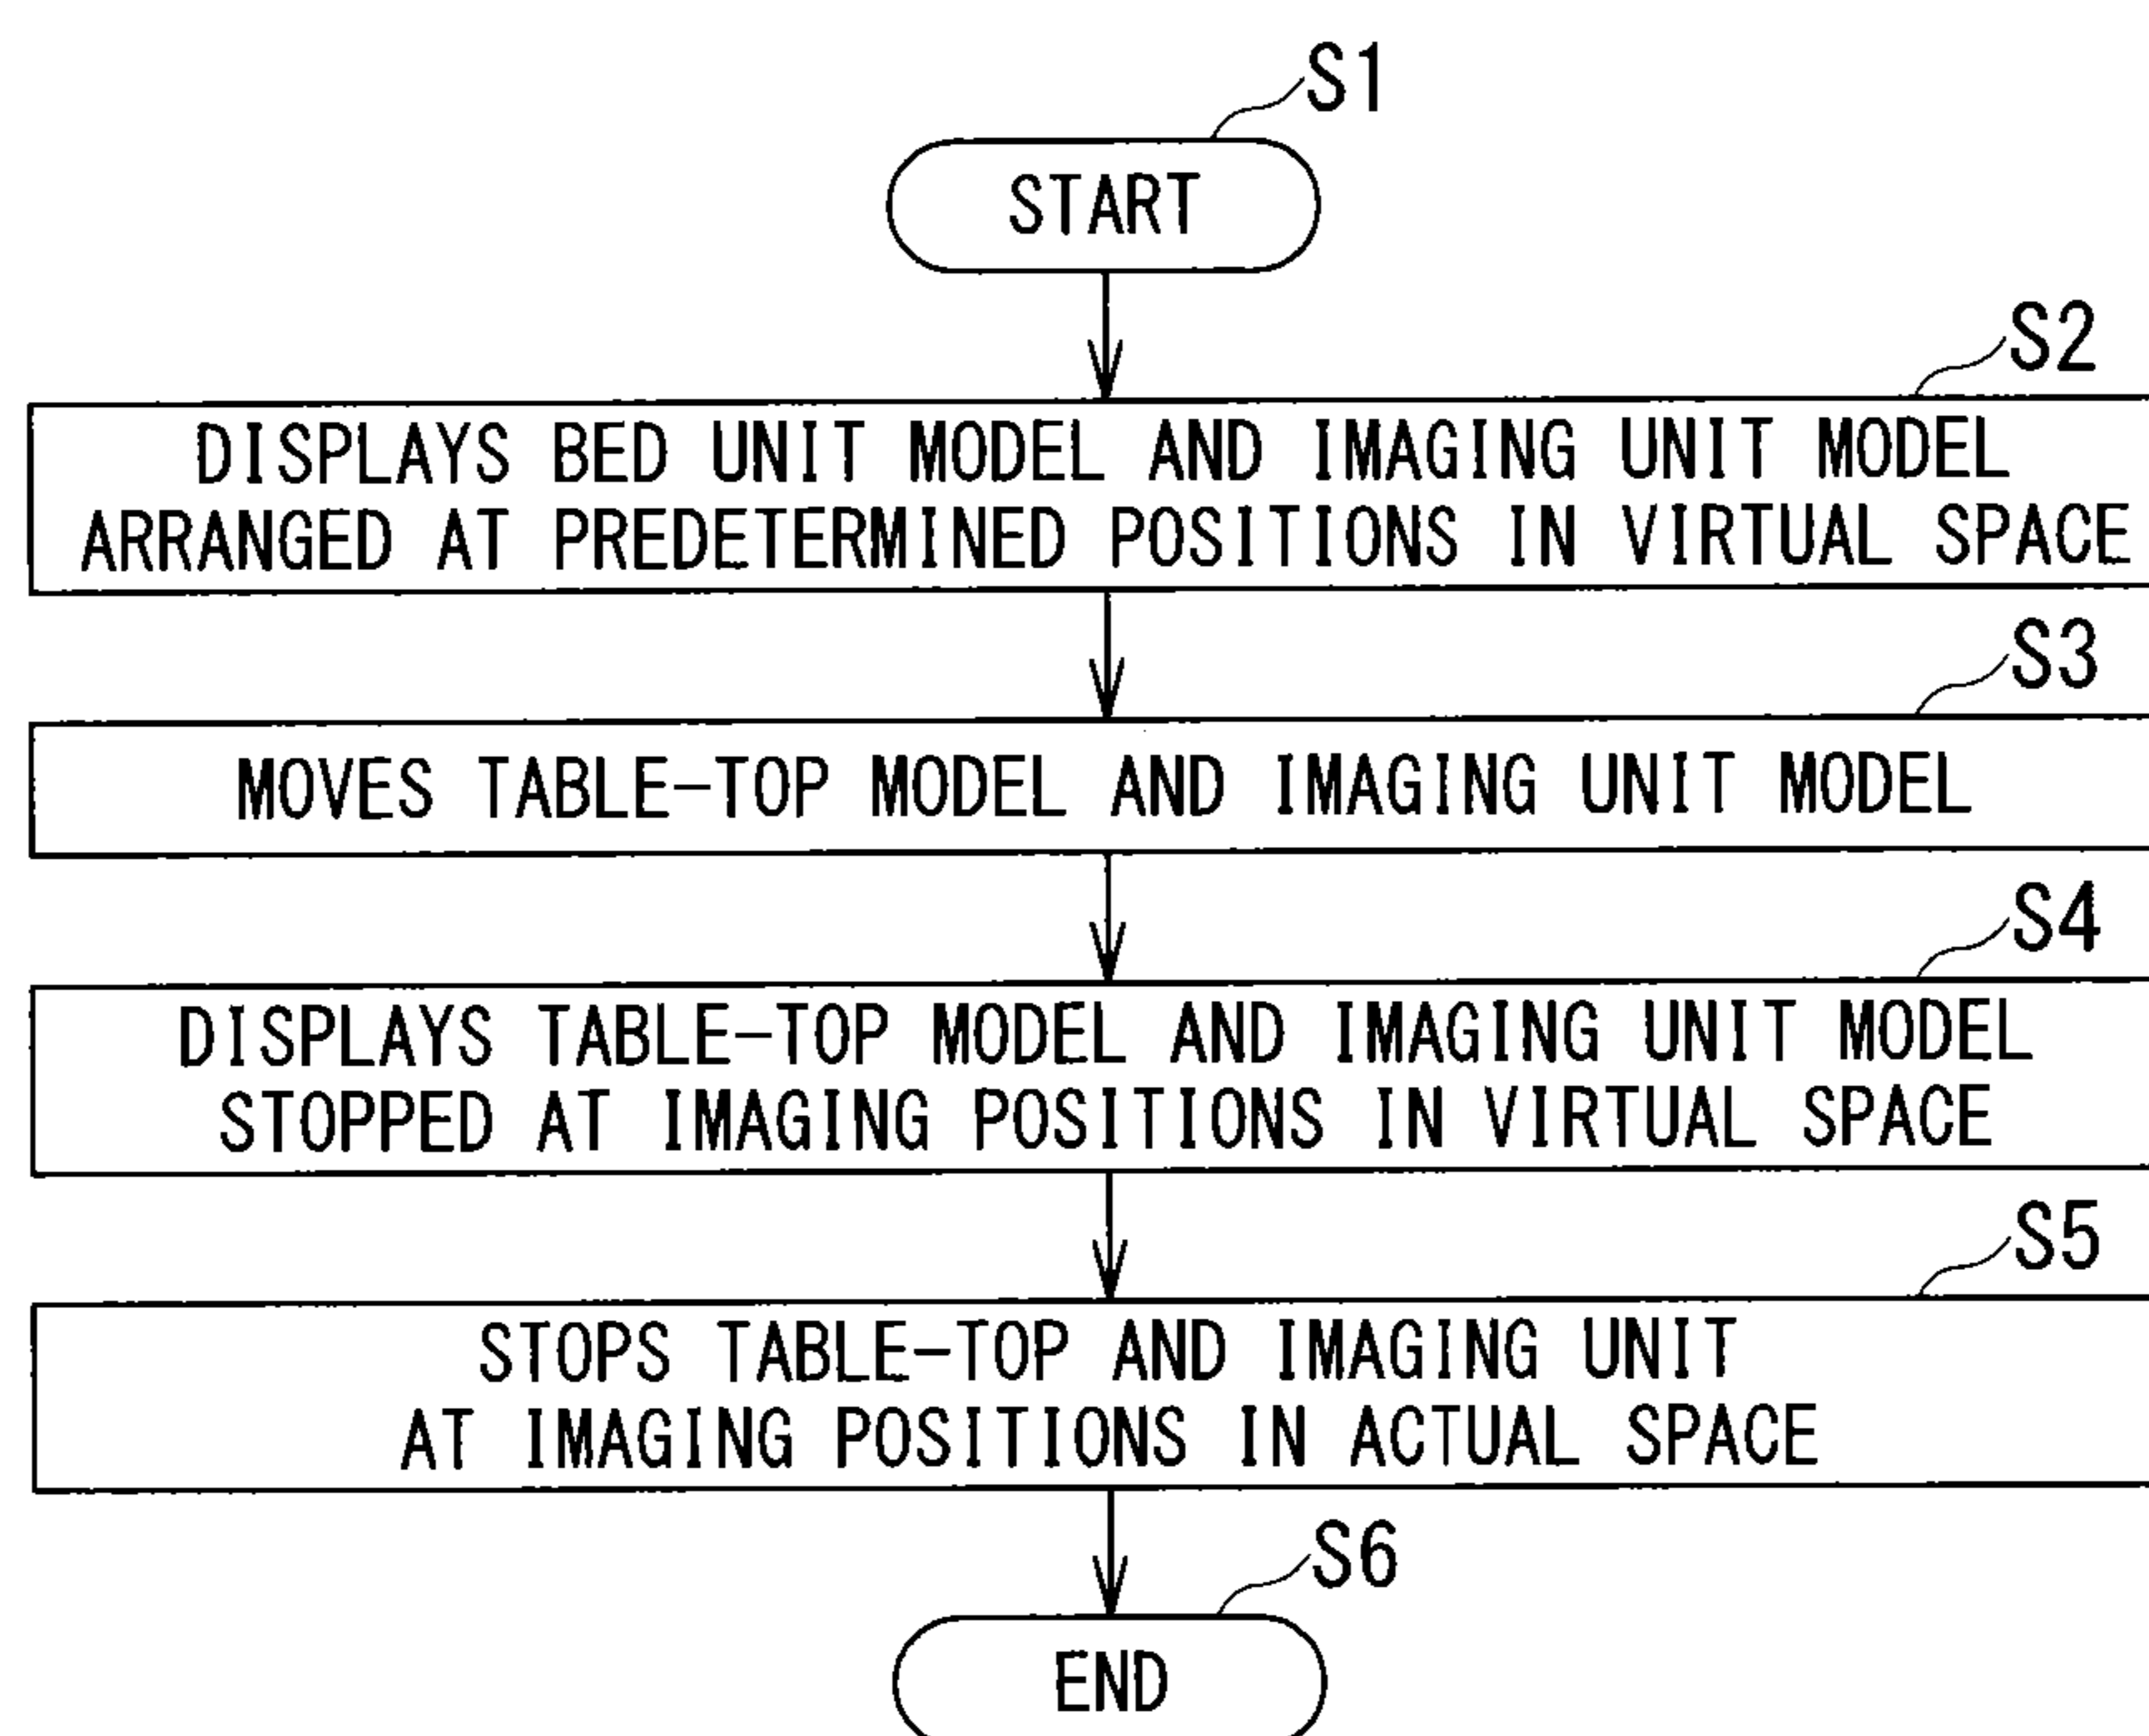 S1
START
S2
DISPLAYS BED UNIT MODEL AND IMAGING UNIT MODEL
ARRANGED AT PREDETERMINED POSITIONS IN VIRTUAL SPACE
S3
MOVES TABLE-TOP MODEL AND IMAGING UNIT MODEL
S4
DISPLAYS TABLE-TOP MODEL AND IMAGING UNIT MODEL
STOPPED AT IMAGING POSITIONS IN VIRTUAL SPACE
S5
STOPS TABLE-TOP AND IMAGING UNIT
AT IMAGING POSITIONS IN ACTUAL SPACE
S6
END